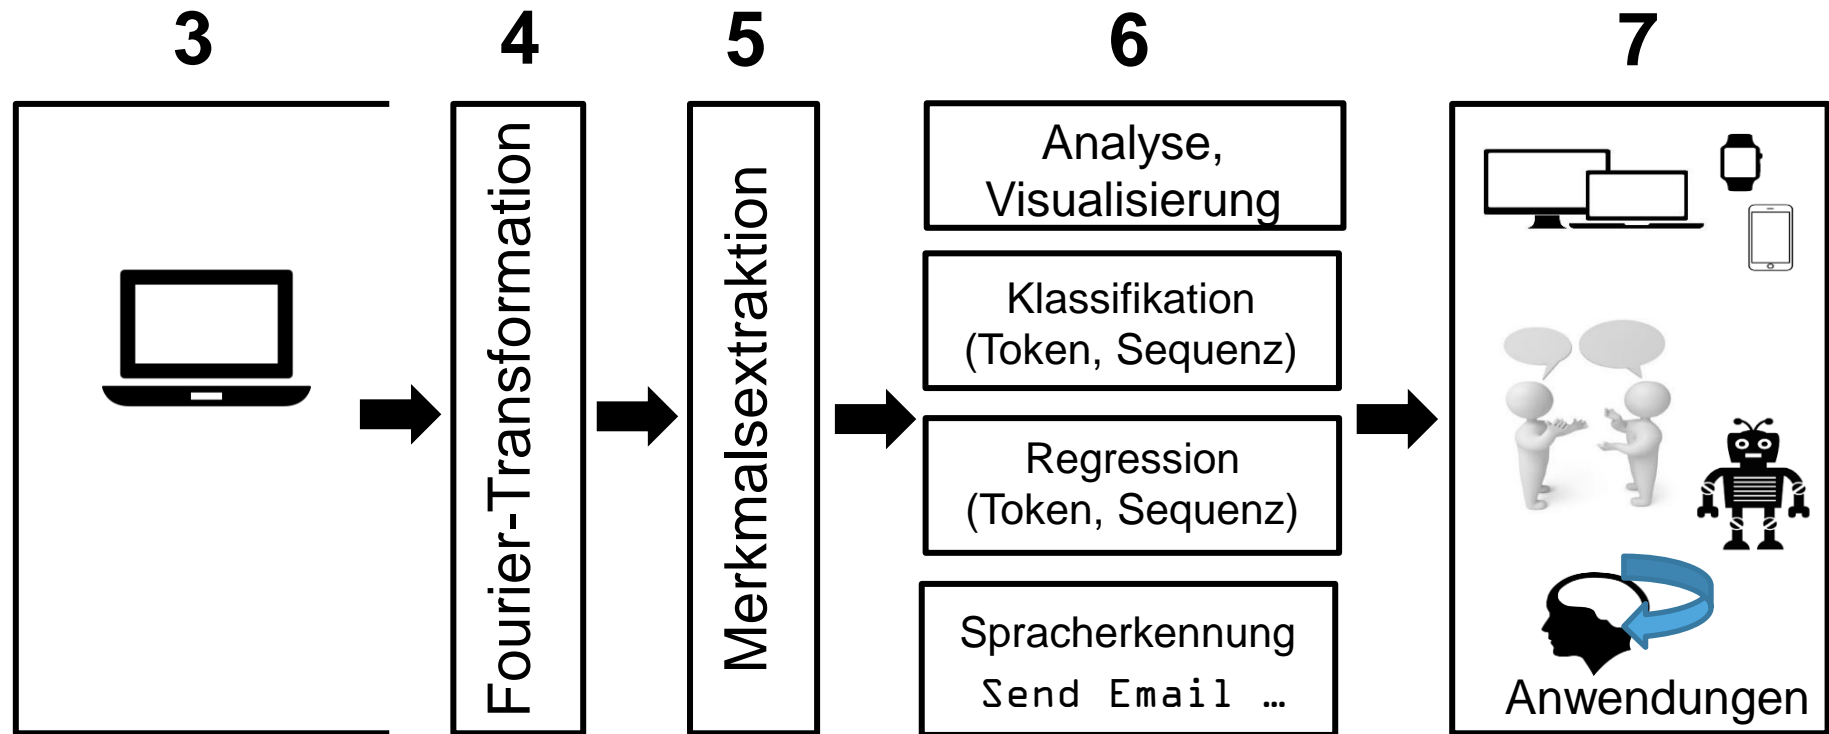 3
4
5
6
7
Fourier-Transformation
Merkmalsextraktion
Analyse,
Visualisierung
Klassifikation
(Token, Sequenz)
Regression
(Token, Sequenz)
Spracherkennung
Send Email …
Anwendungen